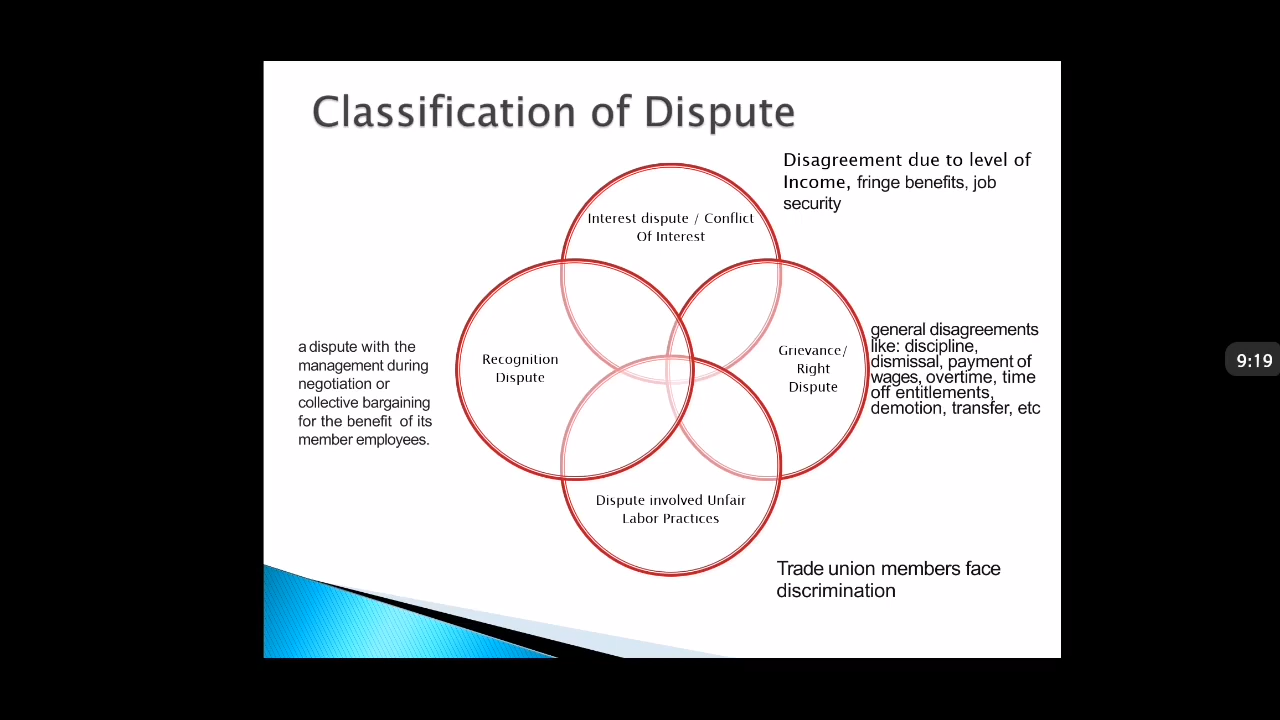 Classification of Dispute
Disagreement due to level of
Income, fringe benefits, job
security
Interest dispute / Conflict
Of Interest
a dispute with the
management during
negotiation or
collective bargaining
for the benefit of its
member employees.
Recognition
Dispute
Grievance/
Right
Dispute
general disagreements
like: discipline,
dismissal, payment of
wages, overtime, time
off entitlements,
demotion, transfer, etc
Dispute involved Unfair
Labor Practices
Trade union members face
discrimination
9:19